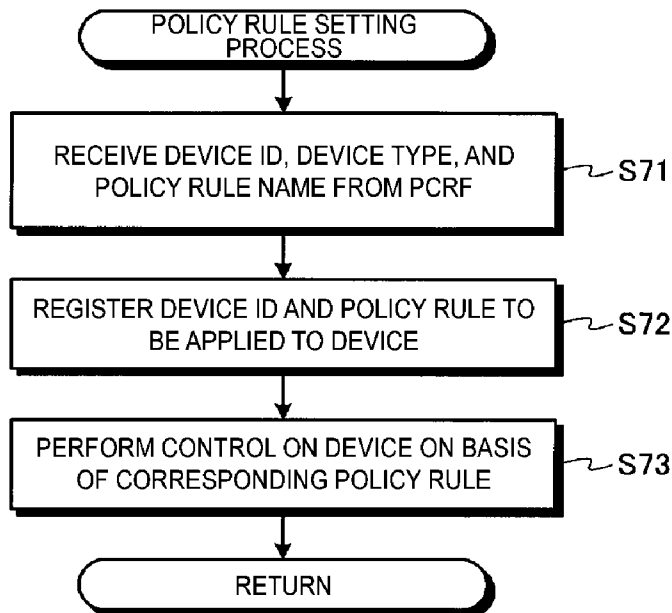 POLICY RULE SETTING
PROCESS
RECEIVE DEVICE ID, DEVICE TYPE, AND
POLICY RULE NAME FROM PCRF
S71
REGISTER DEVICE ID AND POLICY RULE TO
BE APPLIED TO DEVICE
S72
PERFORM CONTROL ON DEVICE ON BASIS
OF CORRESPONDING POLICY RULE
S73
RETURN